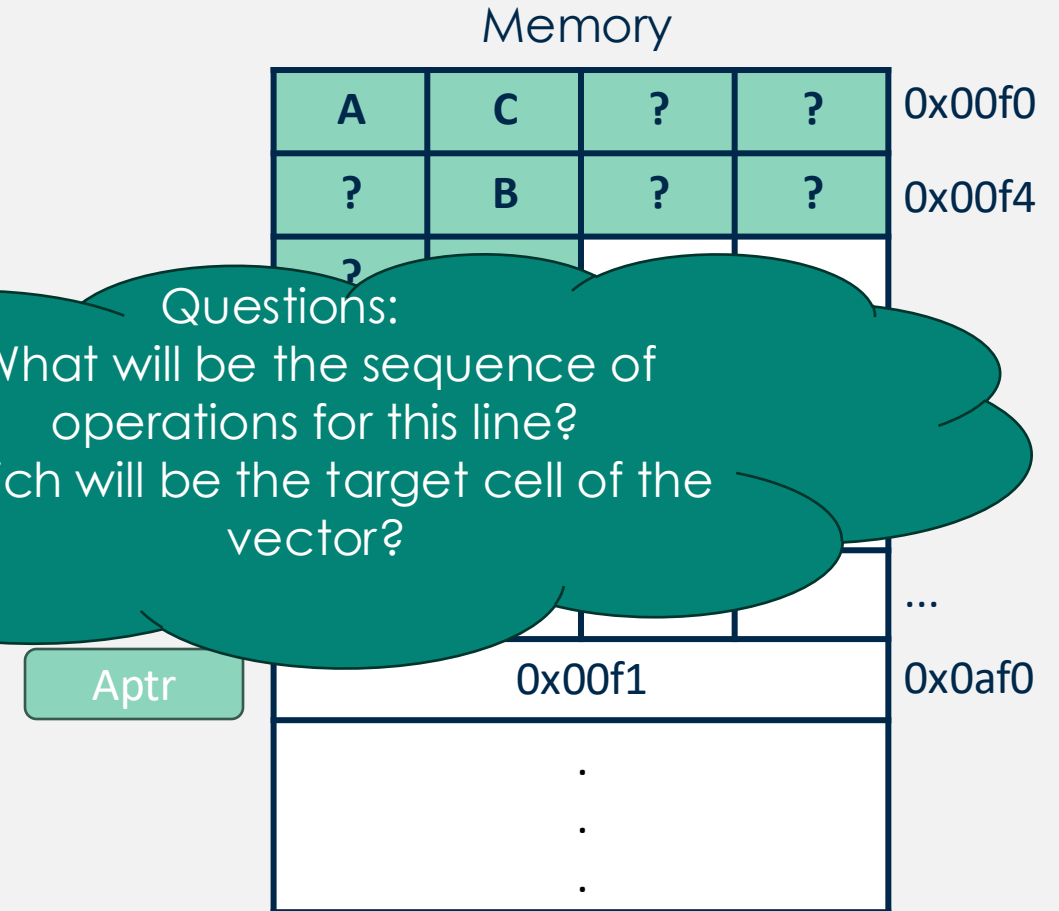 Memory
A C ? ? 0x00f0
? B ? ? 0x00f4
?
Questions:
What will be the sequence of
operations for this line?
will be the target cell of the
vector?
...
Aptr 0x00f1 0x0af0
.
.
.